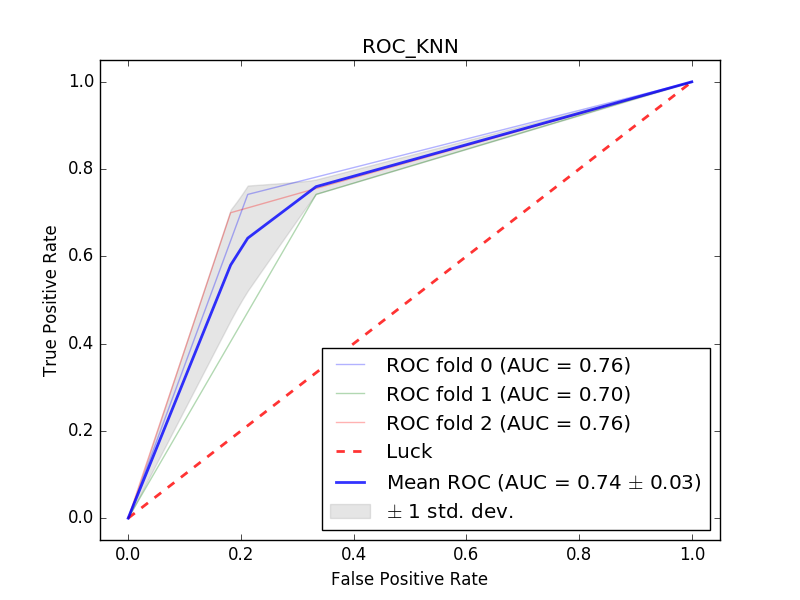 ROC_KNN
1.0
0.8
0.6
0.4
0.2
0.0
True Positive Rate
ROC fold 0 (AUC = 0.76)
ROC fold 1 (AUC = 0.70)
ROC fold 2 (AUC = 0.76)
Luck
Mean ROC (AUC = 0.74 ± 0.03)
± 1 std. dev.
0.0 0.2 0.4 0.6 0.8 1.0
False Positive Rate